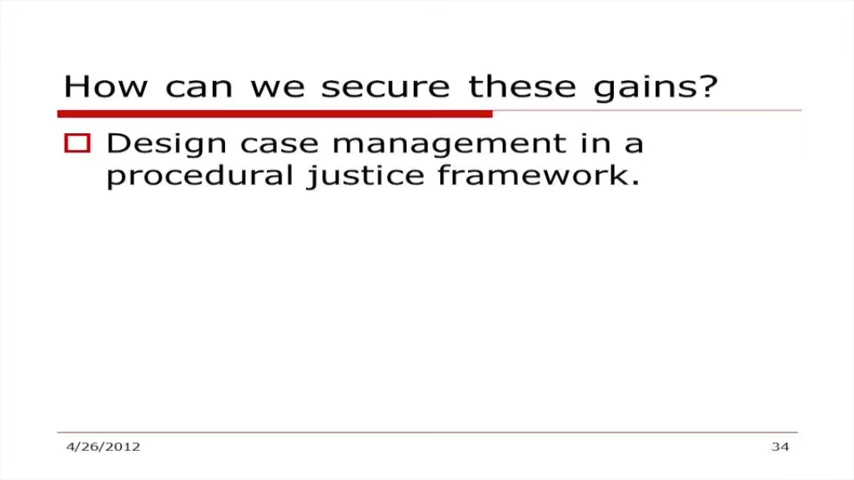 How can we secure these gains?
Design case management in a
procedural justice framework.
4/26/2012
34